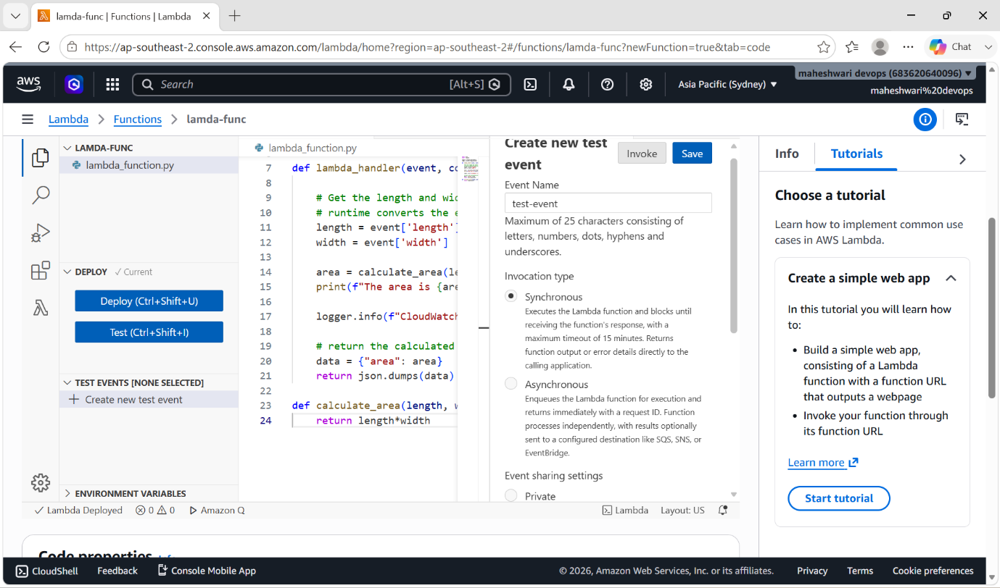 lamda-func | Functions | Lambda
https://ap-southeast-2.console.aws.amazon.com/lambda/home?region=ap-southeast-2#/functions/lamda-func?newFunction=true&tab=code
Chat
aws
Search
[Alt+S]
Asia Pacific (Sydney)
maheshwari devops (683620640096)
maheshwari%20devops
Lambda
Functions
lamda-func
LAMDA-FUNC
lambda_function.py
DEPLOY
Current
Deploy (Ctrl+Shift+U)
Test (Ctrl+Shift+I)
TEST EVENTS [NONE SELECTED]
Create new test event
ENVIRONMENT VARIABLES
lambda_function.py
7 def lambda_handler(event, co
8
9 # Get the length and wid
10 # runtime converts the e
11 length = event['length']
12 width = event['width']
13
14 area = calculate_area(le
15 print(f"The area is {are
16
17 logger.info(f"CloudWatch
18
19 # return the calculated
20 data = {"area": area}
21 return json.dumps(data)
22
23 def calculate_area(length, w
24 return length*width
Create new test
event
Invoke
Save
Event Name
test-event
Maximum of 25 characters consisting of
letters, numbers, dots, hyphens and
underscores.
Invocation type
Synchronous
Executes the Lambda function and blocks until
receiving the function's response, with a
maximum timeout of 15 minutes. Returns
function output or error details directly to the
calling application.
Asynchronous
Enqueues the Lambda function for execution and
returns immediately with a request ID. Function
processes independently, with results optionally
sent to a configured destination like SQS, SNS, or
EventBridge.
Event sharing settings
Private
Lambda Deployed
0
0
Amazon Q
Lambda
Layout: US
Code properties
Info
Tutorials
Choose a tutorial
Learn how to implement common use
cases in AWS Lambda.
Create a simple web app
In this tutorial you will learn how
to:
• Build a simple web app,
consisting of a Lambda
function with a function URL
that outputs a webpage
• Invoke your function through
its function URL
Learn more
Start tutorial
CloudShell
Feedback
Console Mobile App
© 2026, Amazon Web Services, Inc. or its affiliates.
Privacy
Terms
Cookie preferences